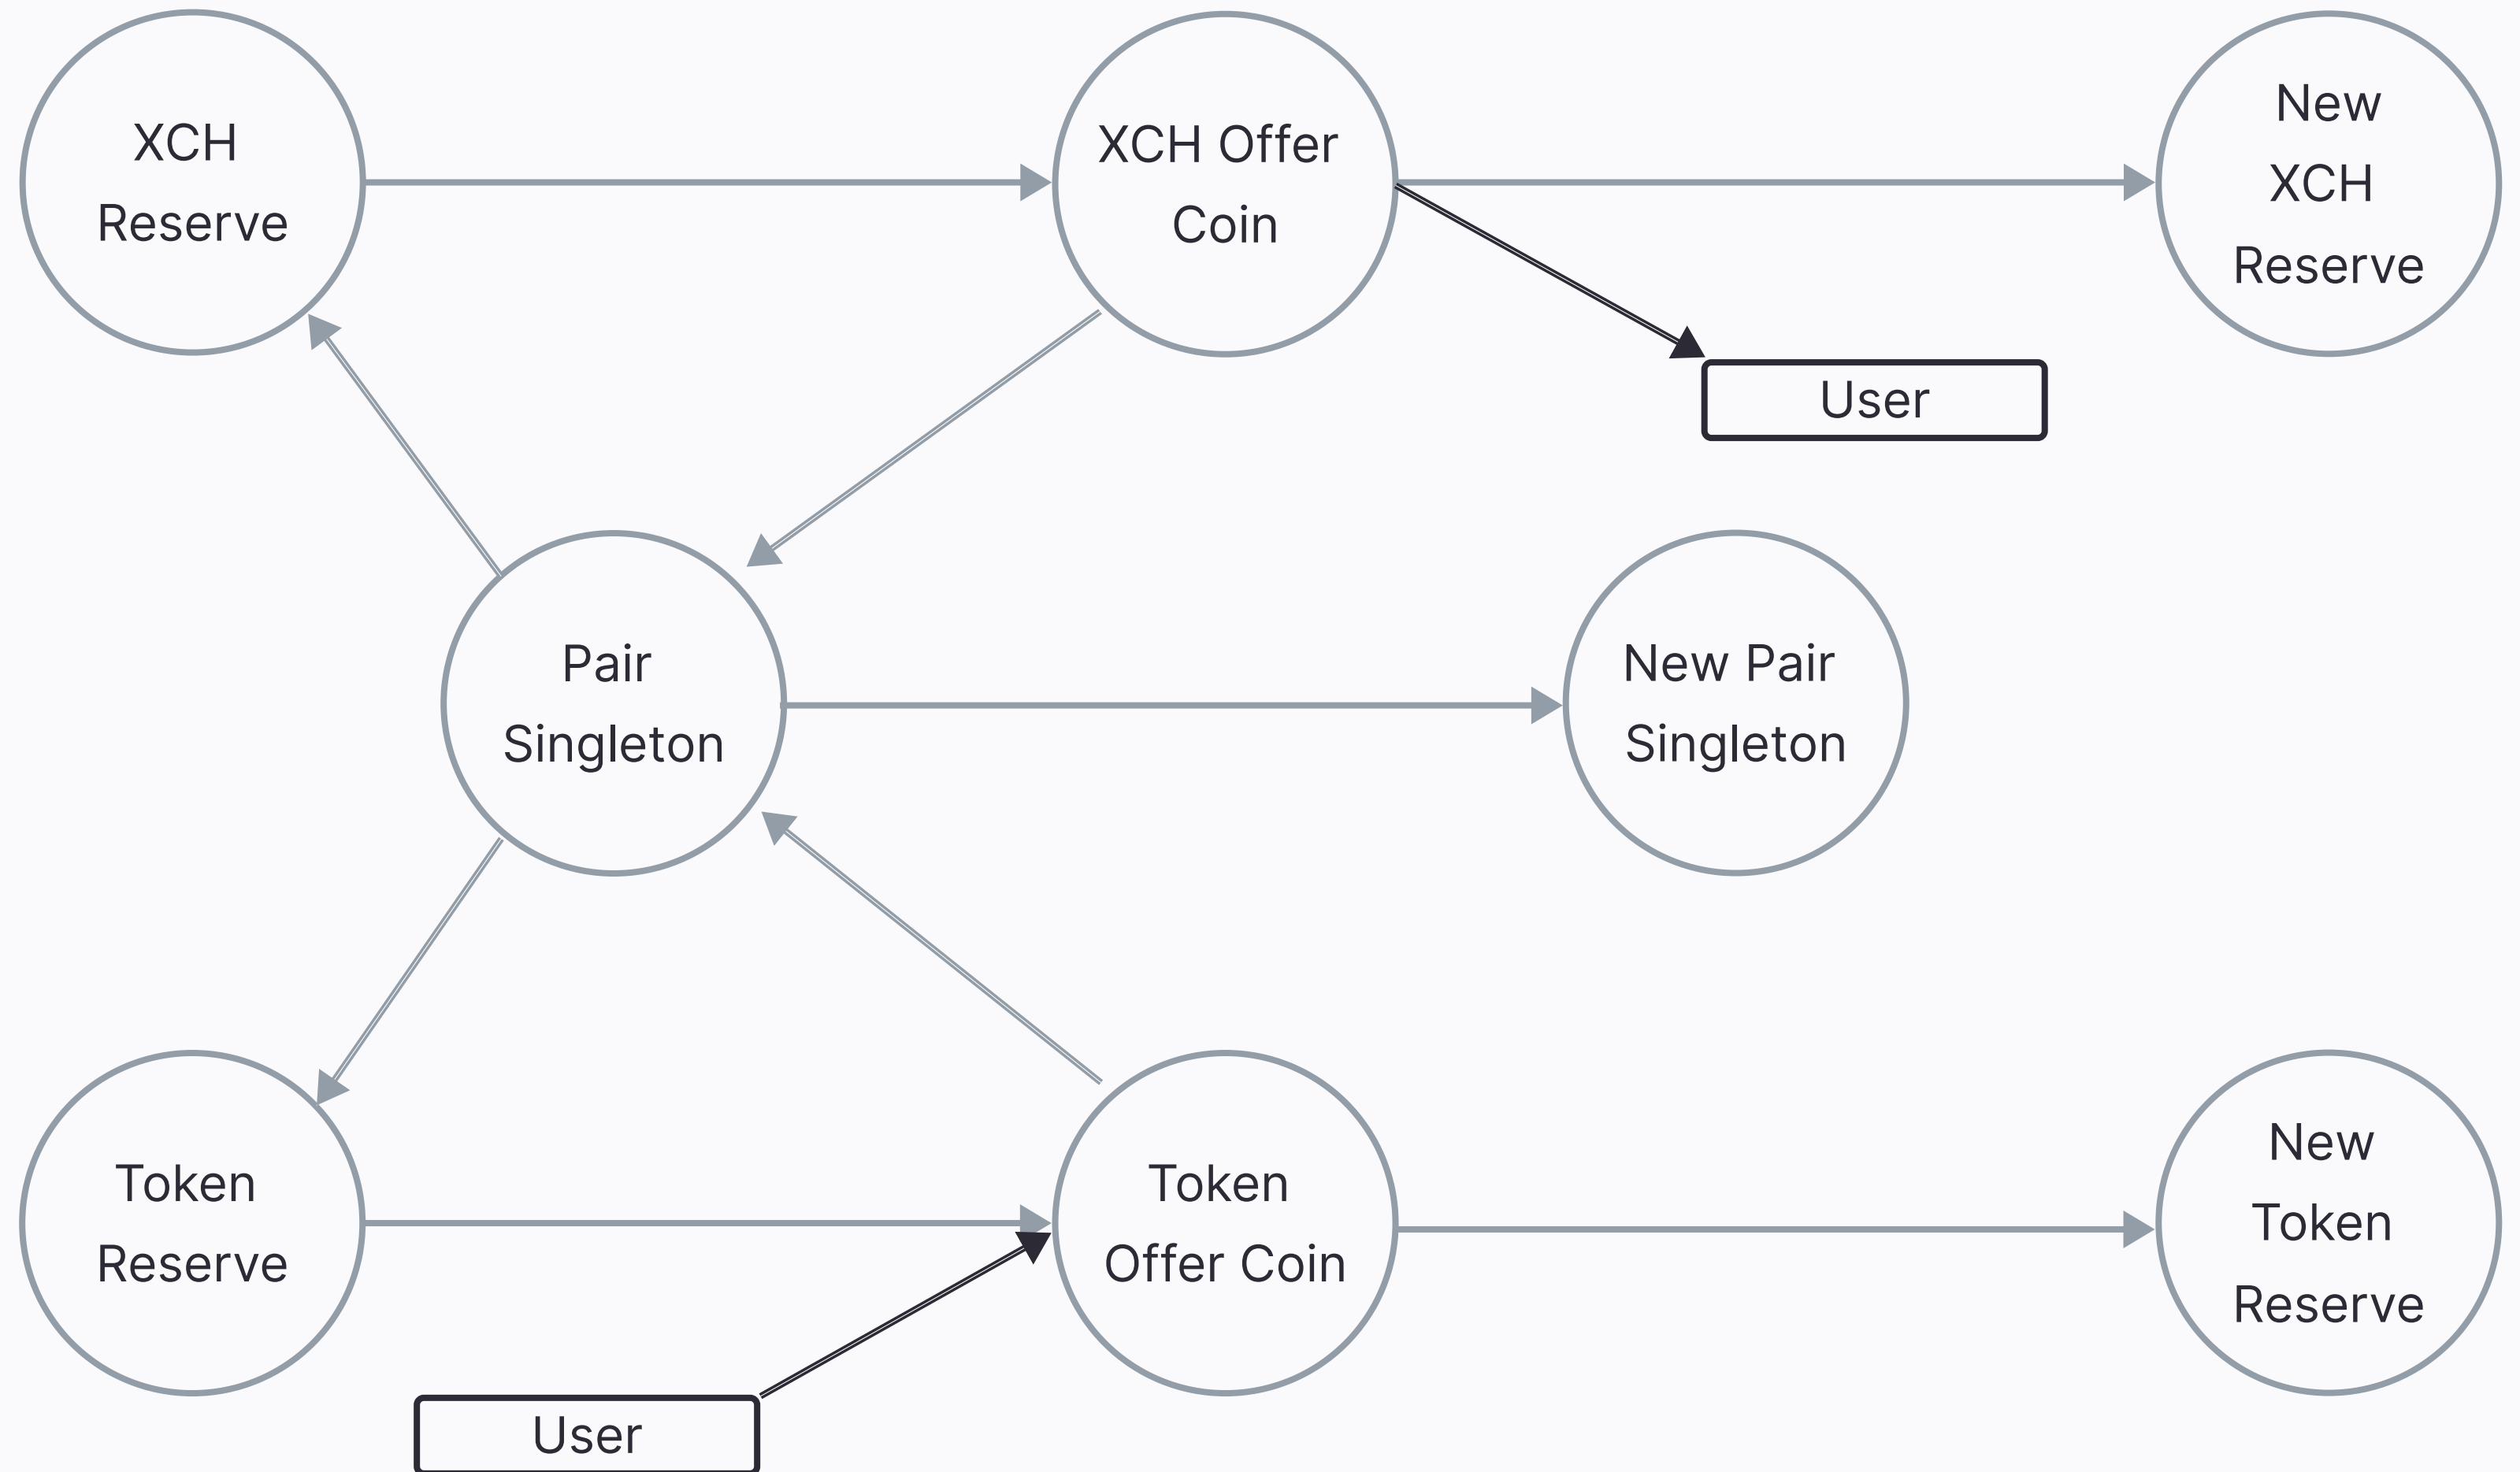 XCH
Reserve
XCH Offer
Coin
New
XCH
Reserve
User
Pair
Singleton
New Pair
Singleton
Token
Reserve
Token
Offer Coin
New
Token
Reserve
User